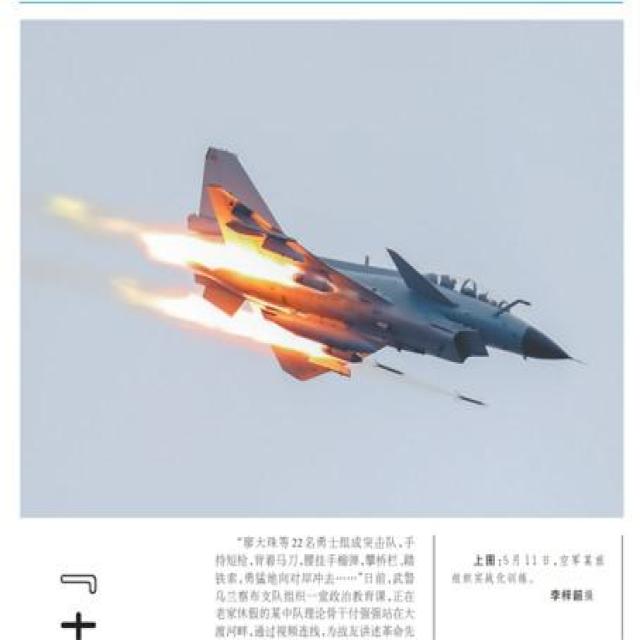 “廖大珠等22名勇士组成突击队,手
持短枪,背着马刀,腰挂手榴弹,攀桥栏、踏
铁索,勇猛地向对岸冲去……”日前,武警
乌兰察布支队组织一堂政治教育课,正在
老家休假的某中队理论骨干付强强站在大
渡河畔,通过视频连线,为战友讲述革命先
上图:5月11日,空军某旅
组织实战化训练。
李梓韶摄
『十